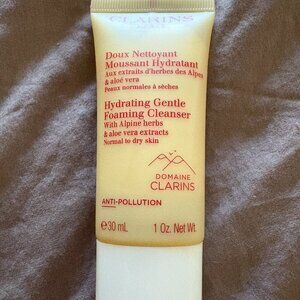 CLARINS
Doux Nettoyant
Moussant Hydratant
Aux extraits d'herbes des Alpes
& aloe vera
Peaux normales à sèches
Hydrating Gentle
Foaming Cleanser
With Alpine herbs
& aloe vera extracts
Normal to dry skin
DOMAINE
CLARINS
ANTI-POLLUTION
e30 mL 1 Oz. Net Wt.